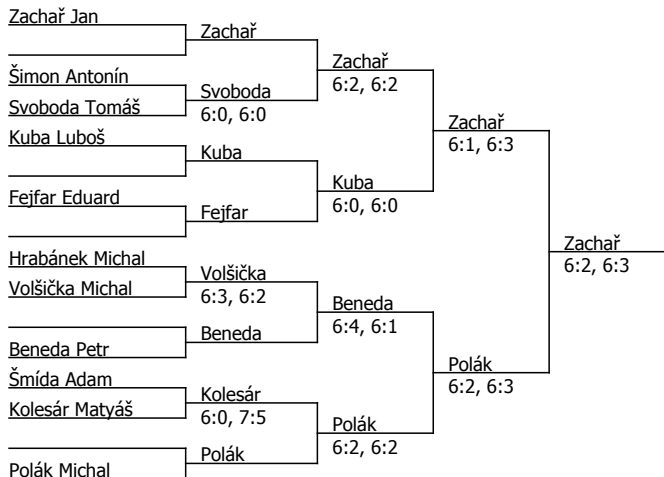 Zachař Jan
Šimon Antonín
Svoboda Tomáš
Kuba Luboš
Fejfar Eduard
Hrabánek Michal
Volšička Michal
Beneda Petr
Šmída Adam
Kolesár Matyáš
Polák Michal
Zachař
Svoboda
6:0, 6:0
Kuba
Fejfar
Volšička
6:3, 6:2
Beneda
Kolesár
6:0, 7:5
Polák
Zachař
6:2, 6:2
Kuba
6:0, 6:0
Beneda
6:4, 6:1
Polák
6:2, 6:2
Zachař
6:1, 6:3
Polák
6:2, 6:3
Zachař
6:2, 6:3